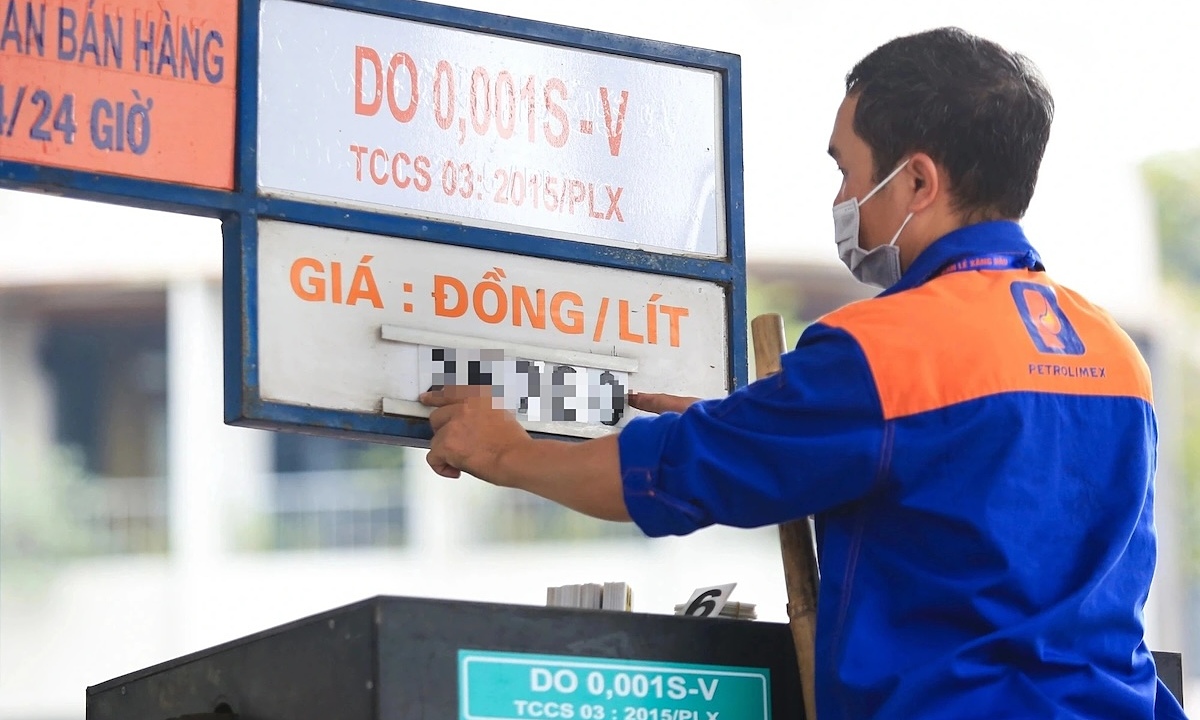 AN BÁN HÀNG
4/24 GIỜ
DO 0,001S-V
TCCS 03: 2015/PLX
GIÁ : ĐỒNG/LÍT
PETROLIMEX
6
DO 0,001S-V
TCCS 03 : 2015/PLX